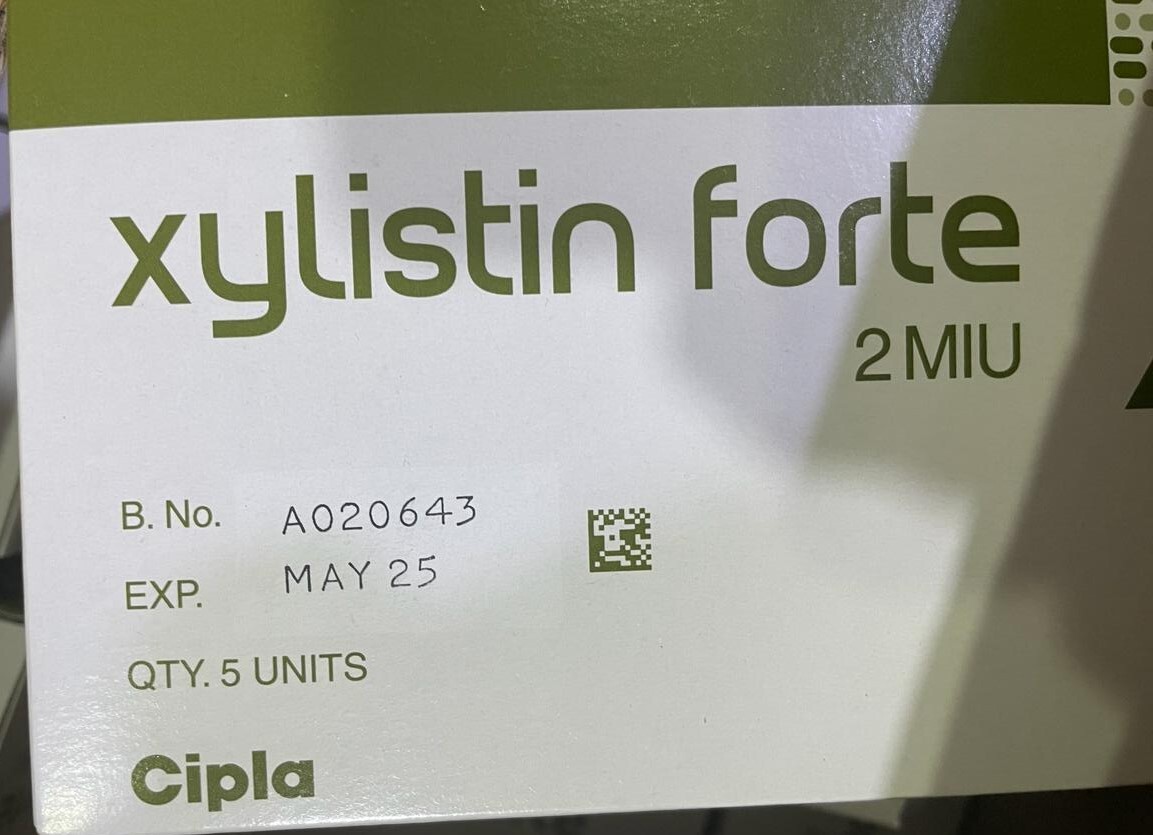 xylistin forte
2 MIU
B. No. A020643
EXP. MAY 25
QTY. 5 UNITS
Cipla